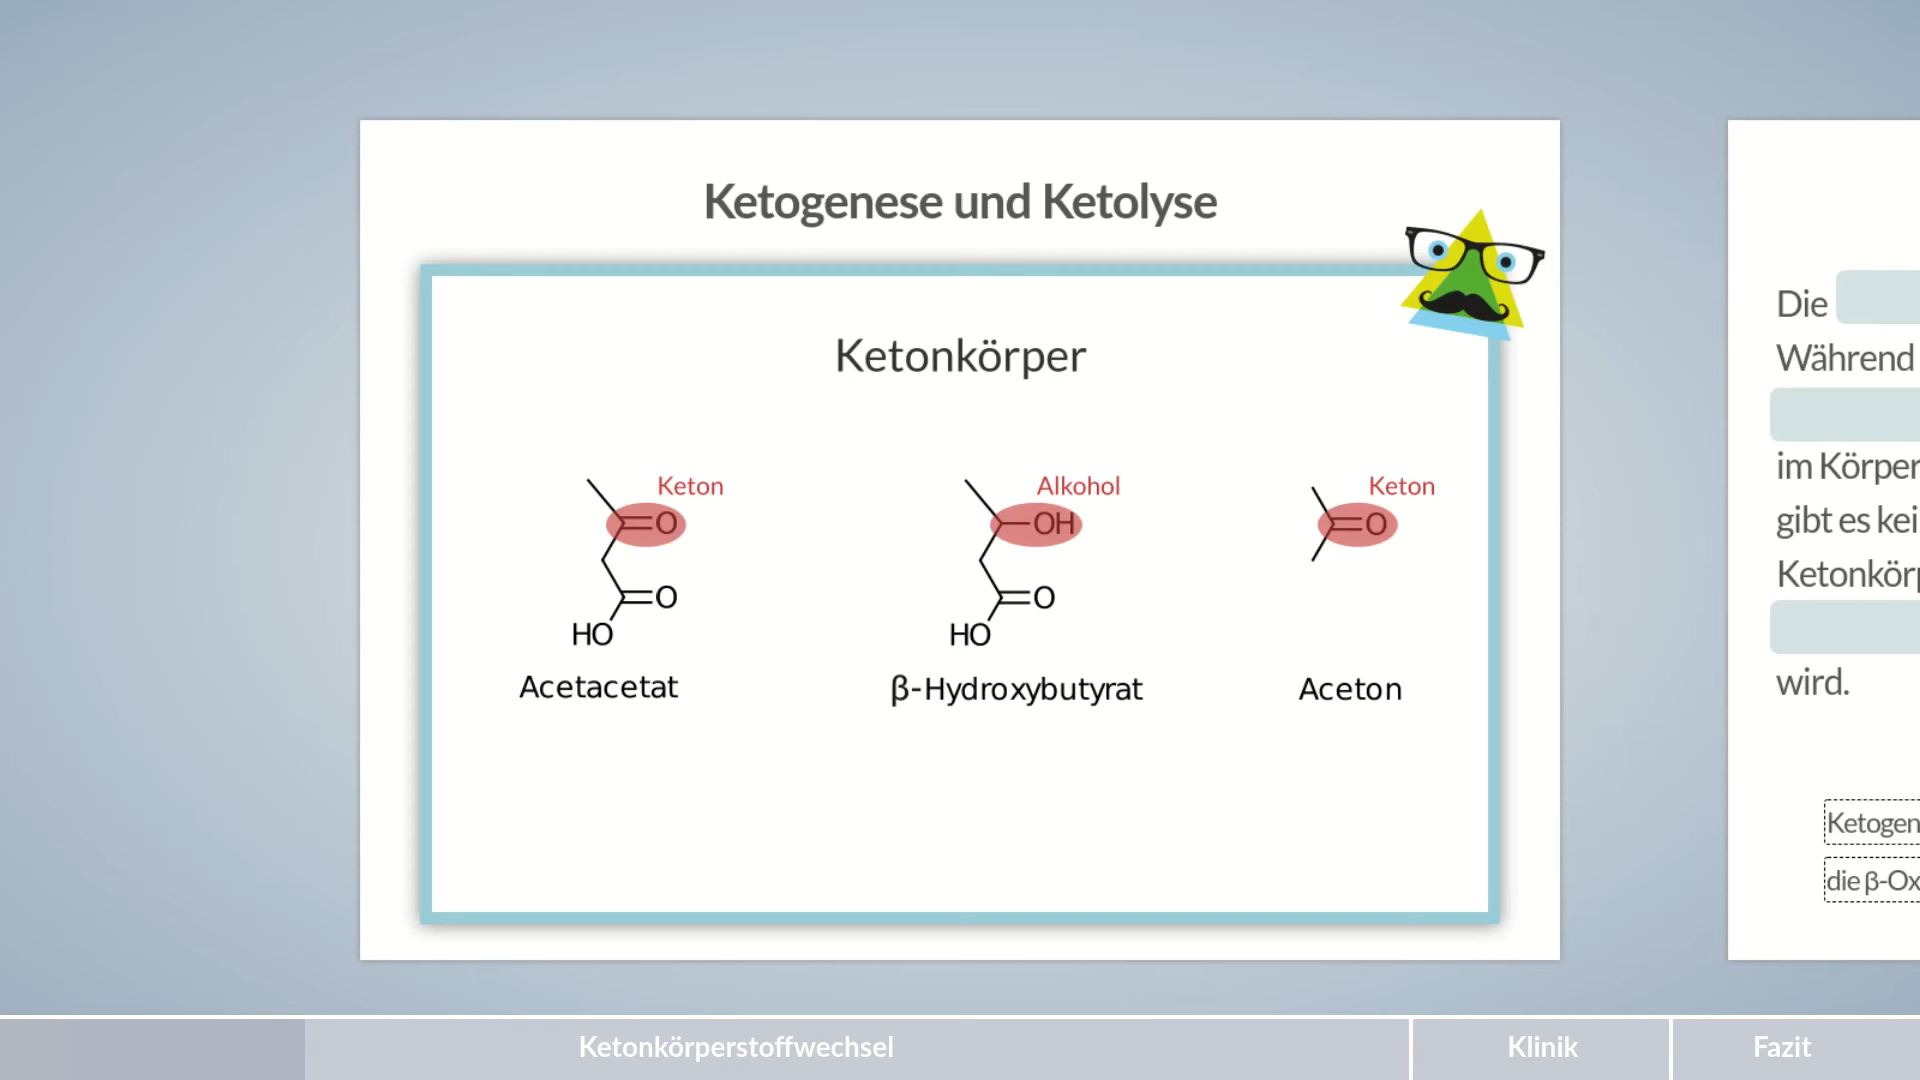 Ketogenese und Ketolyse
Ketonkörper
Keton
O
O
HO
Acetacetat
Alkohol
OH
O
HO
β-Hydroxybutyrat
Keton
O
Aceton
Die
Während
im Körper
gibt es kei
Ketonkörp
wird.
Ketogen
die β-Ox
Ketonkörperstoffwechsel
Klinik
Fazit